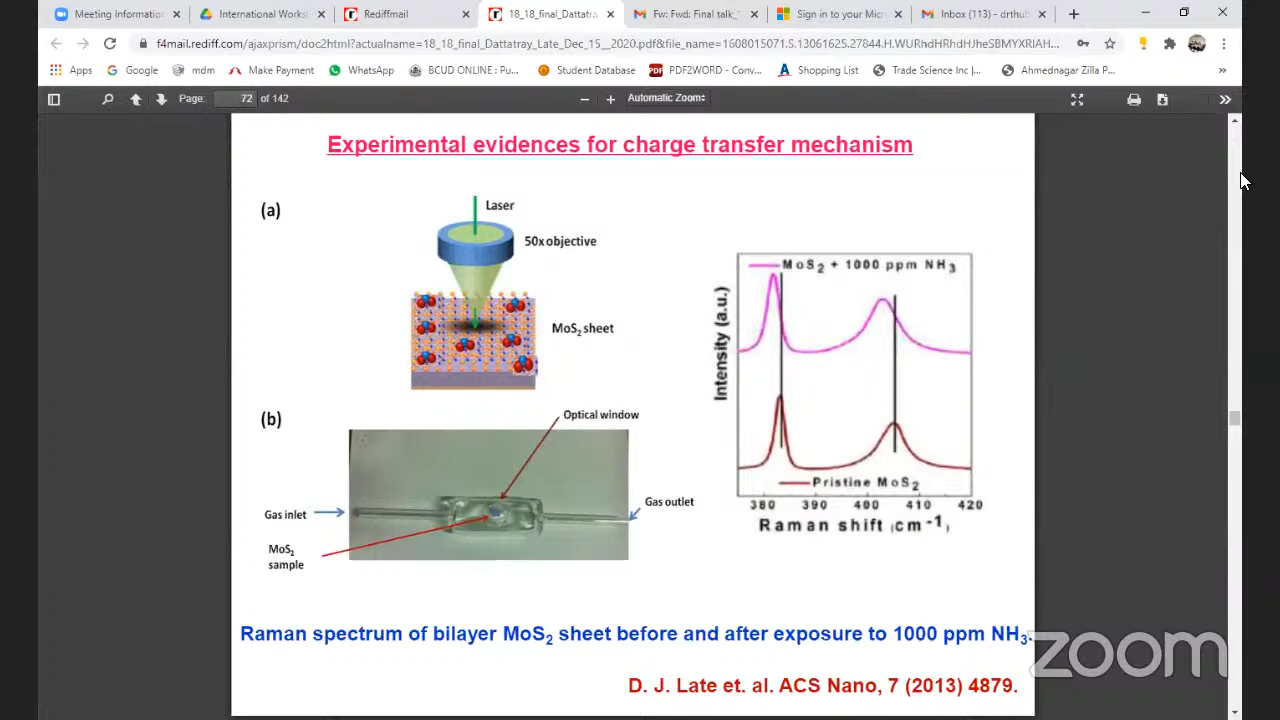 Meeting Informatio
International Works
Rediffmail
18_18_final_Dattatr
Fw: Fwd: Final talk_
Sign in to your Micr
Inbox (113) - drthub
f4mail.rediff.com/ajaxprism/doc2html?actualname=18_18_final_Dattatray_Late_Dec_15__2020.pdf&file_name=1608015071.S.13061625.27844.H.WURhdHRhdHJheSBMYXRlIAH...
Apps
Google
mdm
Make Payment
WhatsApp
BCUD ONLINE : Pu...
Student Database
PDF2WORD - Conv...
Shopping List
Trade Science Inc |...
Ahmednagar Zilla P...
Page: 72 of 142
Automatic Zoom
Experimental evidences for charge transfer mechanism
(a)
Laser
50x objective
MoS2 sheet
(b)
Optical window
Gas inlet
Gas outlet
MoS2
sample
MoS2 + 1000 ppm NH3
Intensity (a.u.)
Pristine MoS2
380 390 400 405 410 420
Raman shift (cm-1)
Raman spectrum of bilayer MoS2 sheet before and after exposure to 1000 ppm NH3.
D. J. Late et. al. ACS Nano, 7 (2013) 4879.
zoom